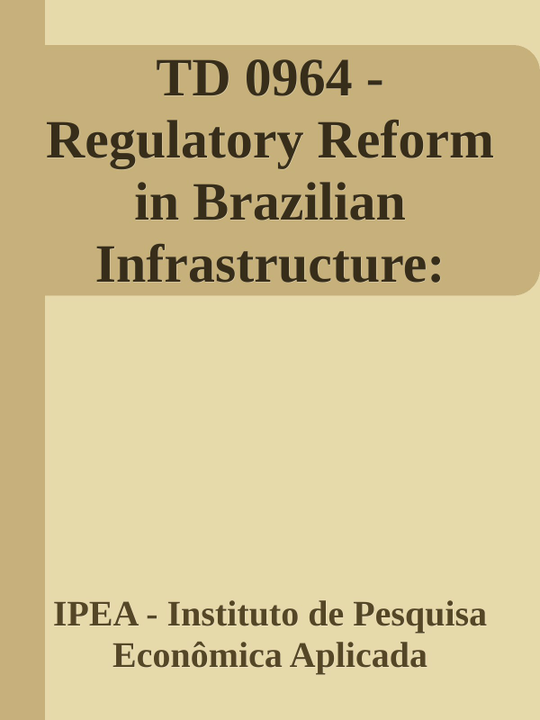 TD 0964 -
Regulatory Reform
in Brazilian
Infrastructure:
IPEA - Instituto de Pesquisa
Econômica Aplicada